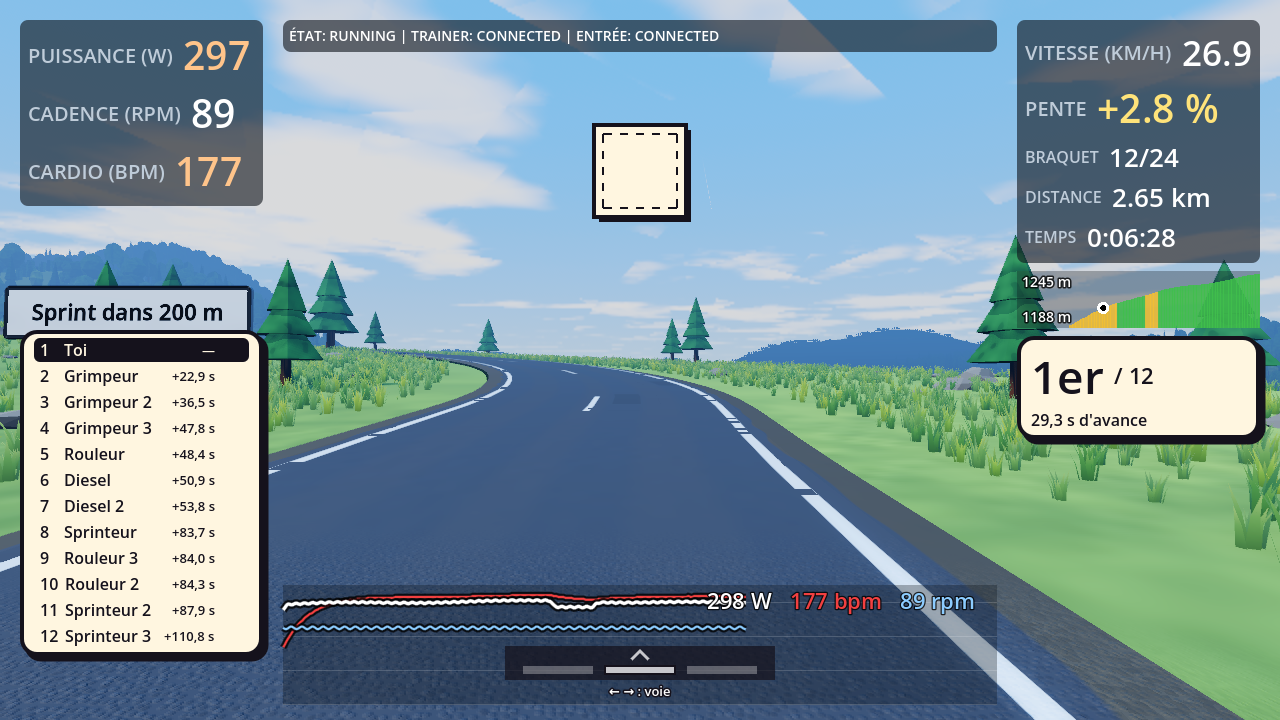 PUISSANCE (W) 297
CADENCE (RPM) 89
CARDIO (BPM) 177
ÉTAT: RUNNING | TRAINER: CONNECTED | ENTRÉE: CONNECTED
VITESSE (KM/H) 26.9
PENTE +2.8 %
BRAQUET 12/24
DISTANCE 2.65 km
TEMPS 0:06:28
1245 m
1188 m
1er / 12
29,3 s d'avance
Sprint dans 200 m
1 Toi —
2 Grimpeur +22,9 s
3 Grimpeur 2 +36,5 s
4 Grimpeur 3 +47,8 s
5 Rouleur +48,4 s
6 Diesel +50,9 s
7 Diesel 2 +53,8 s
8 Sprinteur +83,7 s
9 Rouleur 3 +84,0 s
10 Rouleur 2 +84,3 s
11 Sprinteur 2 +87,9 s
12 Sprinteur 3 +110,8 s
298 W 177 bpm 89 rpm
← → : voie